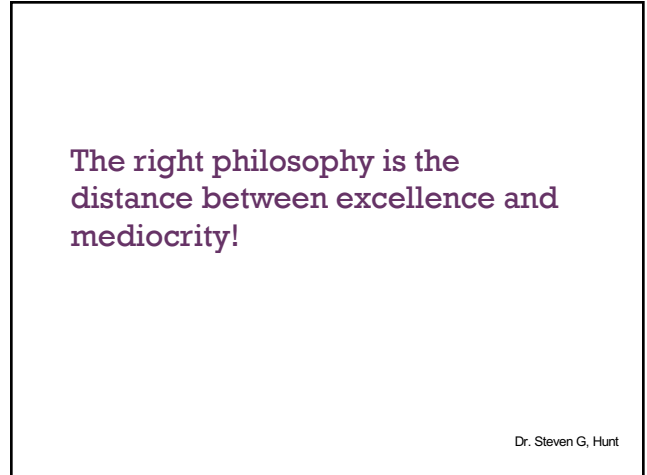 The right philosophy is the
distance between excellence and
mediocrity!
Dr. Steven G, Hunt